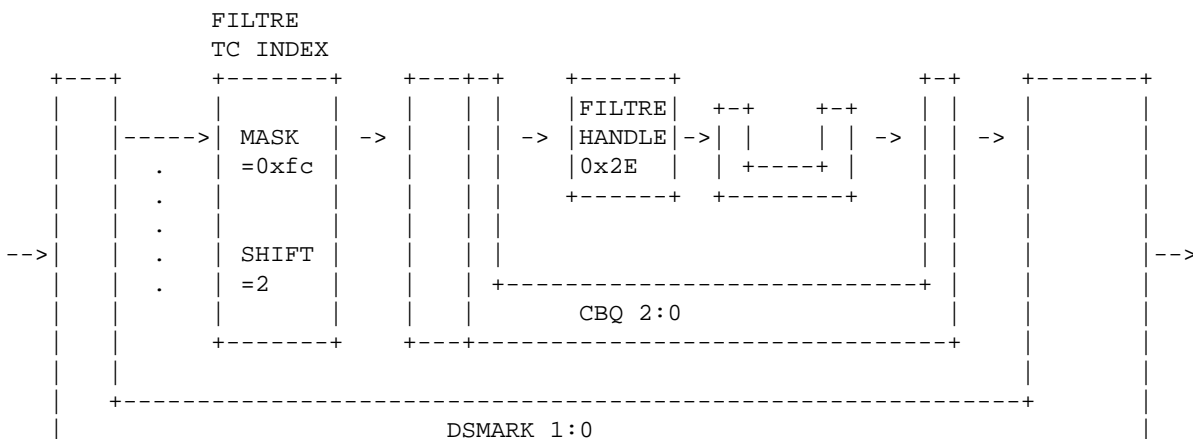 FILTRE
TC INDEX
FILTRE
MASK HANDLE
=0xfc 0x2E
SHIFT
=2
CBQ 2:0
DSMARK 1:0